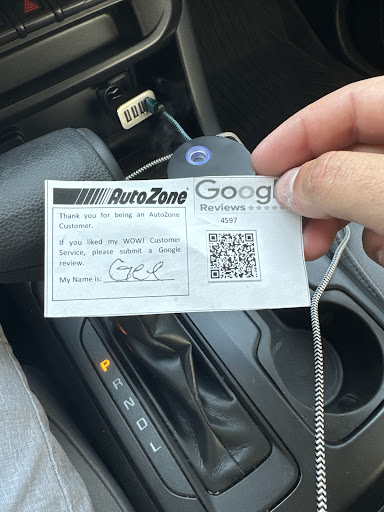 AutoZone
Thank you for being an AutoZone
Customer.
If you liked my WOW! Customer
Service, please submit a Google
review.
My Name is:
Google
Reviews ★★★★★
4597
P
R
N
D
L